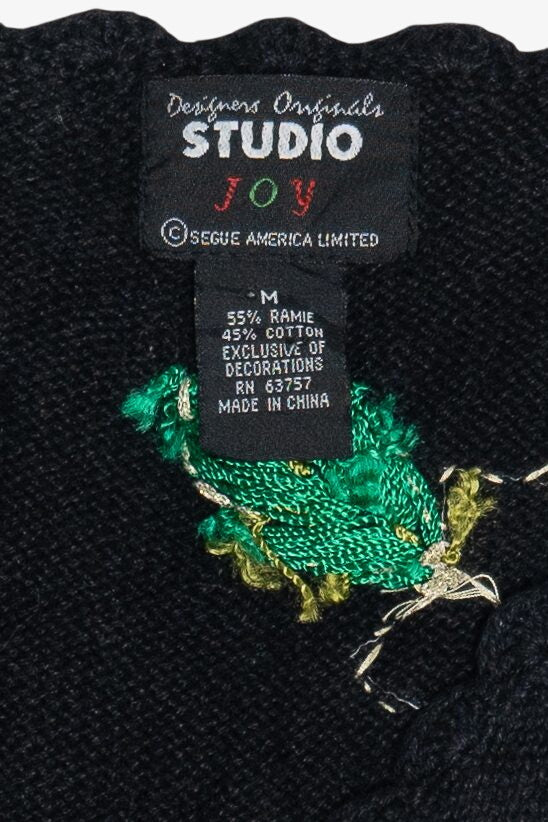 Designers Originals
STUDIO
JOY
© SEGUE AMERICA LIMITED
M
55% RAMIE
45% COTTON
EXCLUSIVE OF
DECORATIONS
RN 63757
MADE IN CHINA